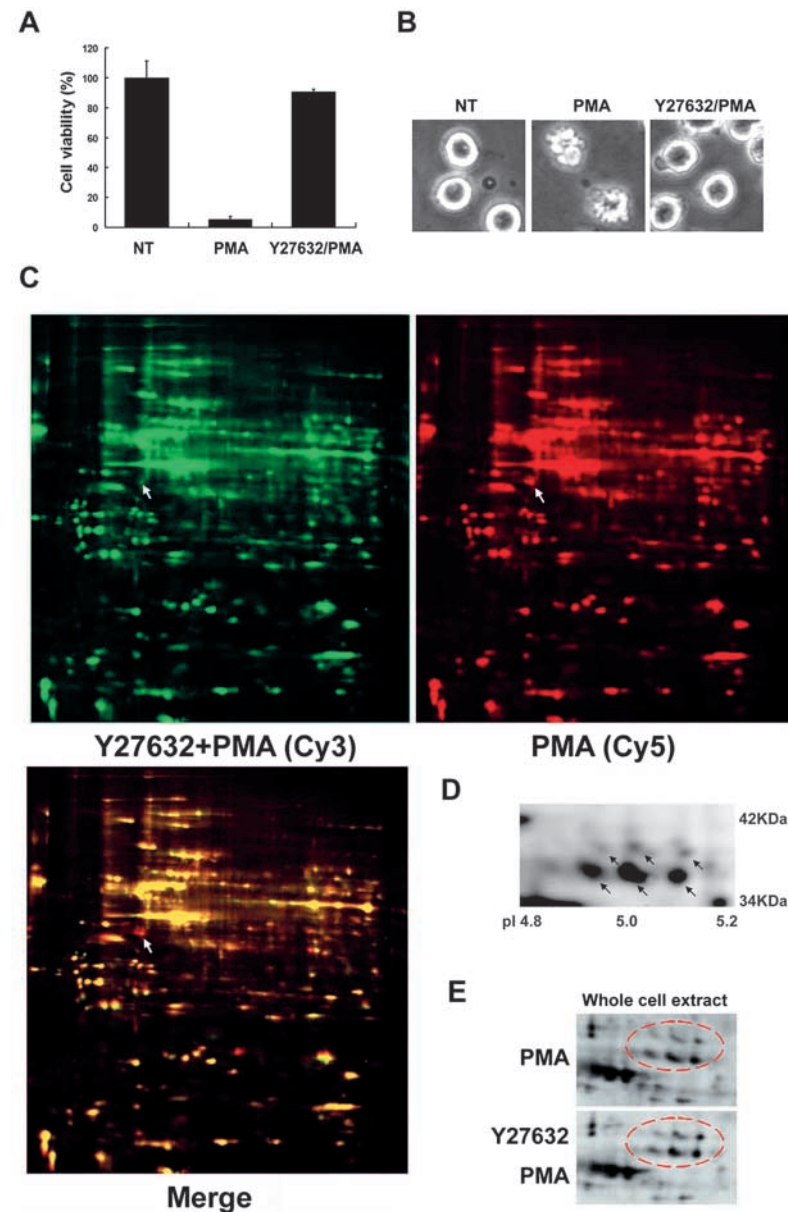 A
Cell viability (%)
120
100
80
60
40
20
0
NT PMA Y27632/PMA
B
NT PMA Y27632/PMA
C
Y27632+PMA (Cy3) PMA (Cy5)
Merge
D
42KDa
34KDa
pI 4.8 5.0 5.2
E
Whole cell extract
PMA
Y27632
PMA